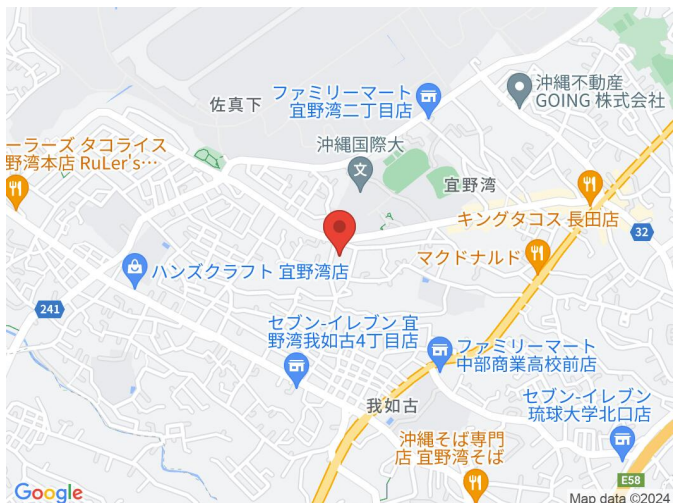 ファミリーマート
宜野湾二丁目店
沖縄不動産
GOING 株式会社
佐真下
ーラーズ タコライス
野湾本店 RuLer's…
沖縄国際大
文
宜野湾
キングタコス 長田店
32
マクドナルド
ハンズクラフト 宜野湾店
241
セブン-イレブン 宜
野湾我如古4丁目店
ファミリーマート
中部商業高校前店
我如古
セブン-イレブン
琉球大学北口店
沖縄そば専門
店 宜野湾そば
E58
Google
Map data ©2024